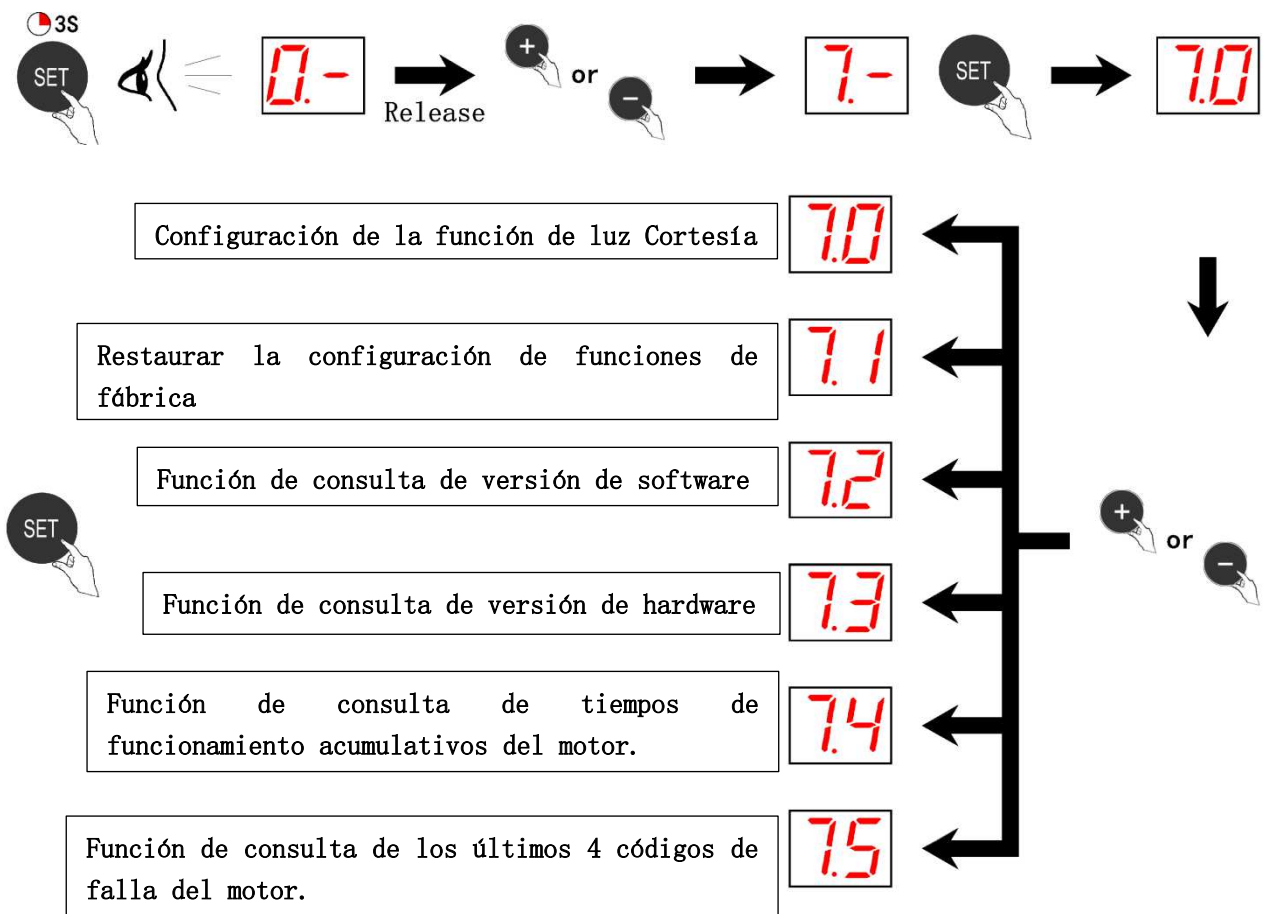 3S
SET
0.-
Release
+
or
-
7.-
SET
7.0
Configuración de la función de luz Cortesía
7.0
Restaurar la configuración de funciones de
fábrica
7.1
Función de consulta de versión de software
7.2
SET
+
or
-
Función de consulta de versión de hardware
7.3
Función de consulta de tiempos de
funcionamiento acumulativos del motor.
7.4
Función de consulta de los últimos 4 códigos de
falla del motor.
7.5